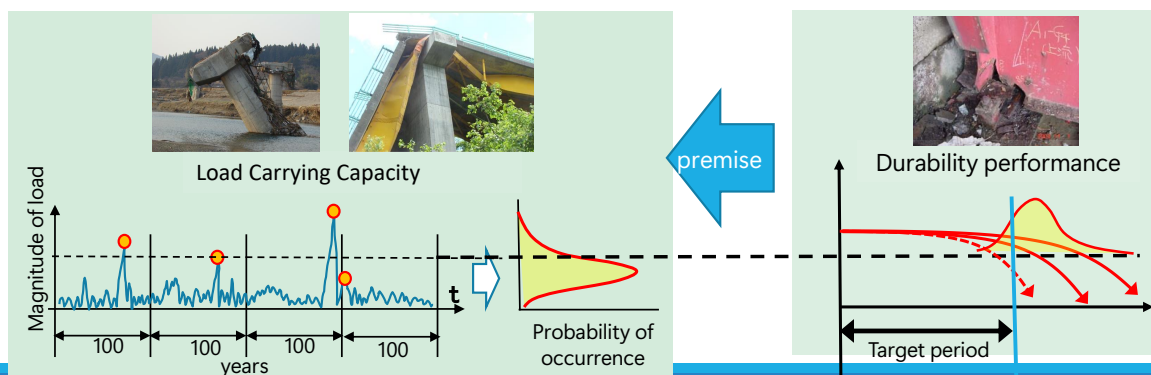 Load Carrying Capacity
Magnitude of load
t
100
100
100
100
years
Probability of
occurrence
premise
Durability performance
Target period